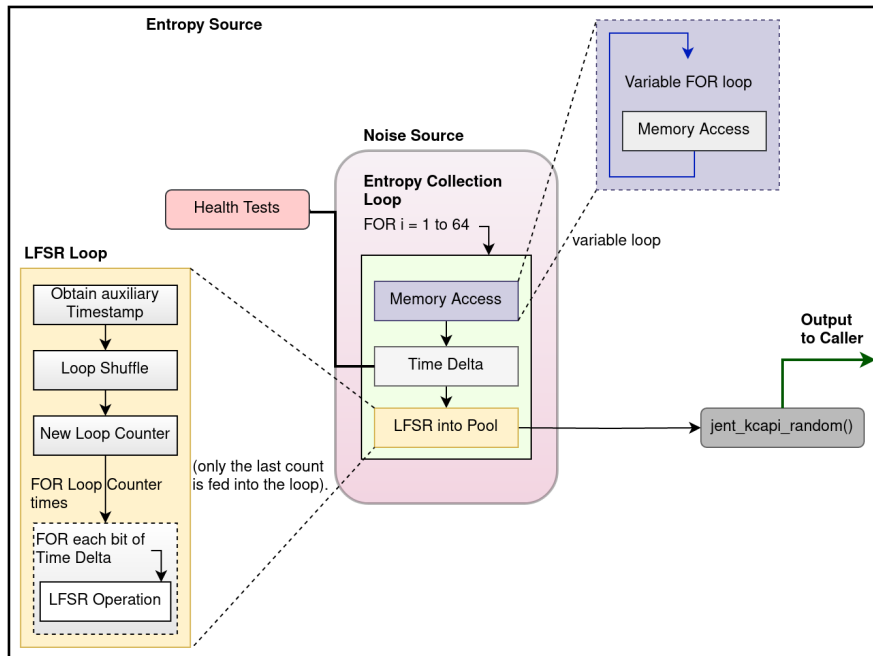 Entropy Source
Variable FOR loop
Memory Access
variable loop
Noise Source
Entropy Collection
Loop
FOR i = 1 to 64
Health Tests
Memory Access
Time Delta
LFSR into Pool
LFSR Loop
Obtain auxiliary
Timestamp
Loop Shuffle
New Loop Counter
FOR Loop Counter
times
(only the last count
is fed into the loop).
FOR each bit of
Time Delta
LFSR Operation
Output
to Caller
jent_kcapi_random()